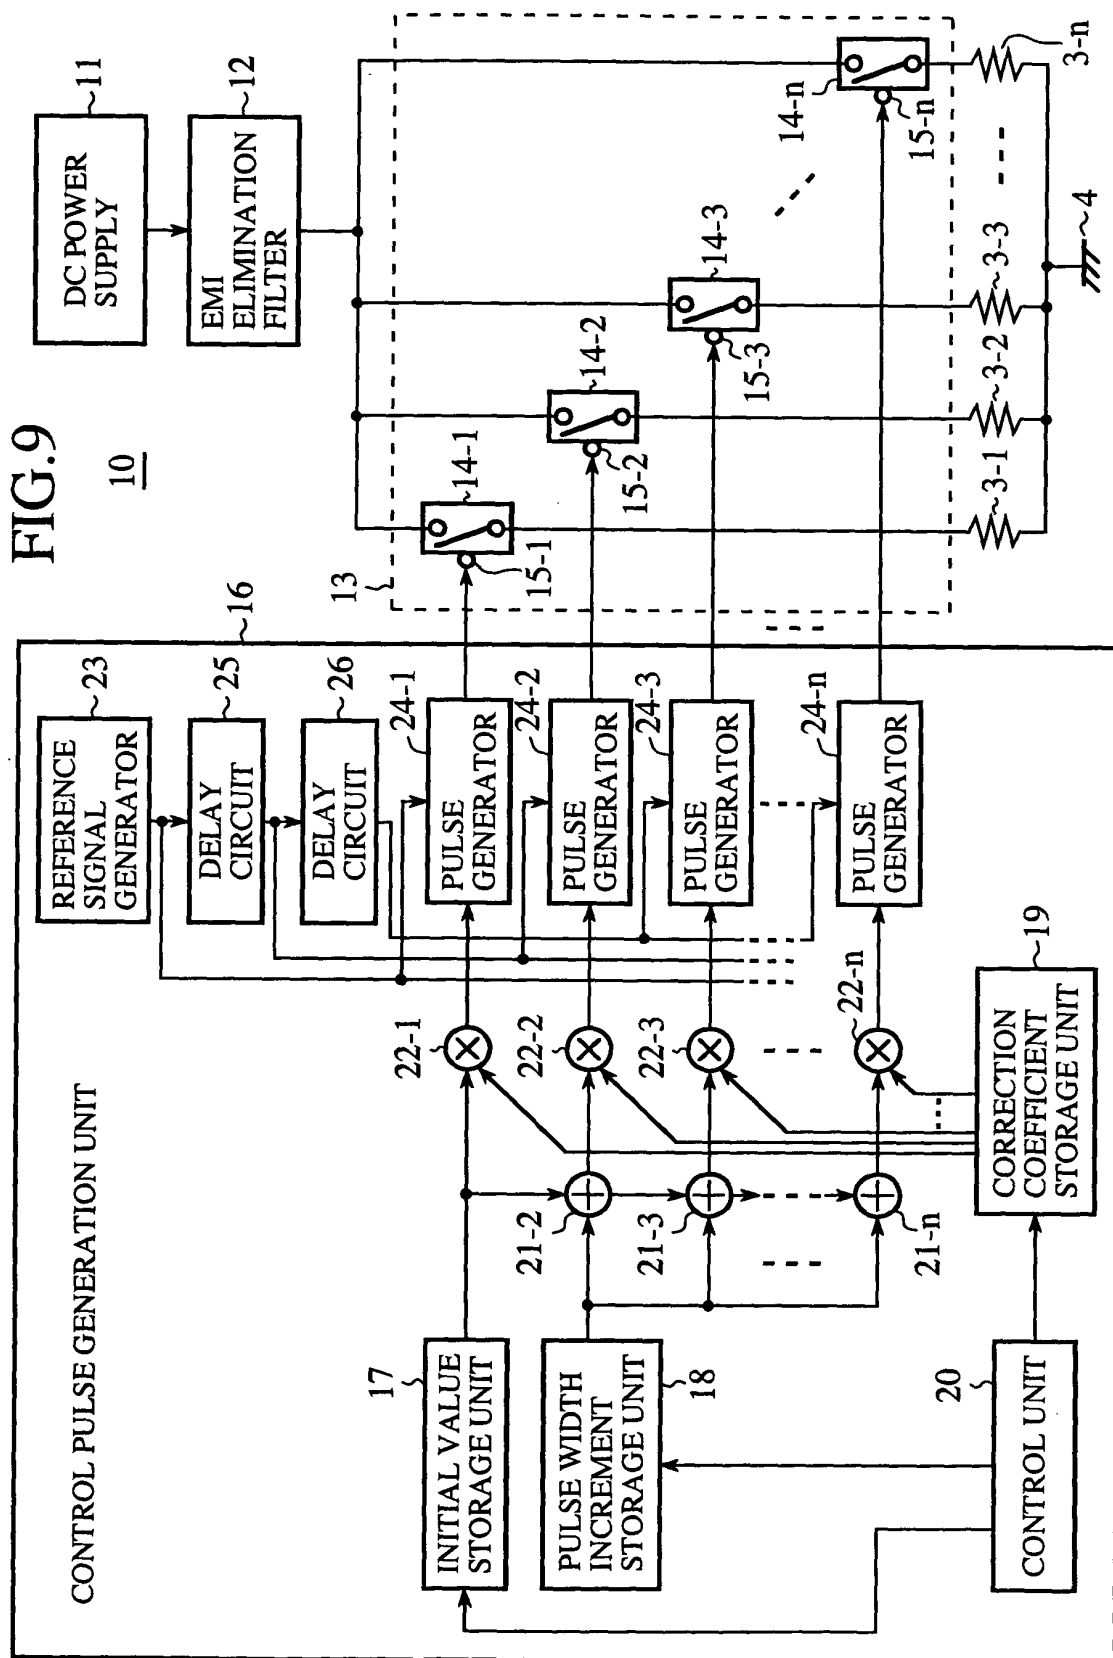 FIG.9
10
CONTROL PULSE GENERATION UNIT
16
REFERENCE
SIGNAL
GENERATOR
23
DELAY
CIRCUIT
25
DELAY
CIRCUIT
26
DC POWER
SUPPLY
11
EMI
ELIMINATION
FILTER
12
13
INITIAL VALUE
STORAGE UNIT
17
22-1
PULSE
GENERATOR
24-1
15-1
14-1
PULSE WIDTH
INCREMENT
STORAGE UNIT
18
21-2
22-2
PULSE
GENERATOR
24-2
15-2
14-2
21-3
22-3
PULSE
GENERATOR
24-3
15-3
14-3
21-n
22-n
PULSE
GENERATOR
24-n
15-n
14-n
CONTROL UNIT
20
CORRECTION
COEFFICIENT
STORAGE UNIT
19
3-1
3-2
3-3
3-n
4